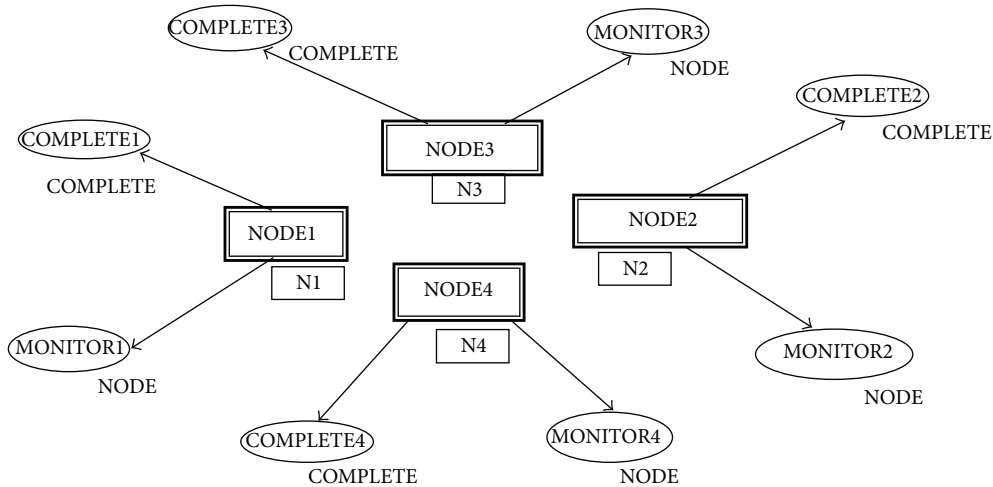 COMPLETE3
COMPLETE
MONITOR3
NODE
COMPLETE2
COMPLETE
COMPLETE1
COMPLETE
NODE3
N3
NODE1
N1
NODE2
N2
NODE4
N4
MONITOR1
NODE
MONITOR2
NODE
COMPLETE4
COMPLETE
MONITOR4
NODE